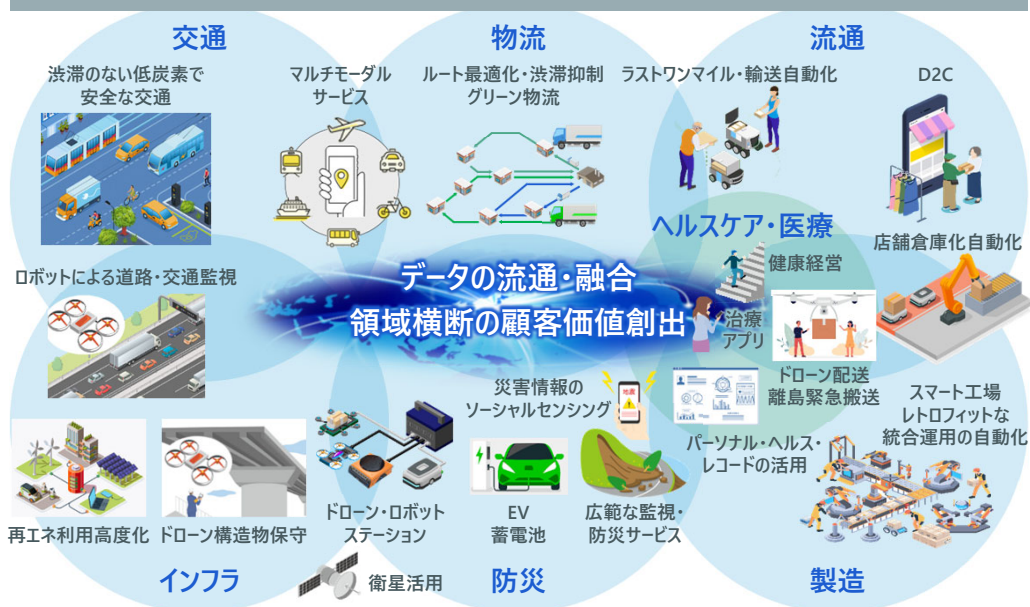 交通
物流
流通
渋滞のない低炭素で
安全な交通
マルチモーダル
サービス
ルート最適化・渋滞抑制
グリーン物流
ラストワンマイル・輸送自動化
D2C
ヘルスケア・医療
健康経営
店舗倉庫化自動化
ロボットによる道路・交通監視
データの流通・融合
領域横断の顧客価値創出
治療
アプリ
ドローン配送
離島緊急搬送
災害情報の
ソーシャルセンシング
地震
スマート工場
レトロフィットな
統合運用の自動化
パーソナル・ヘルス・
レコードの活用
再エネ利用高度化
ドローン構造物保守
ドローン・ロボット
ステーション
EV
蓄電池
広範な監視・
防災サービス
インフラ
衛星活用
防災
製造